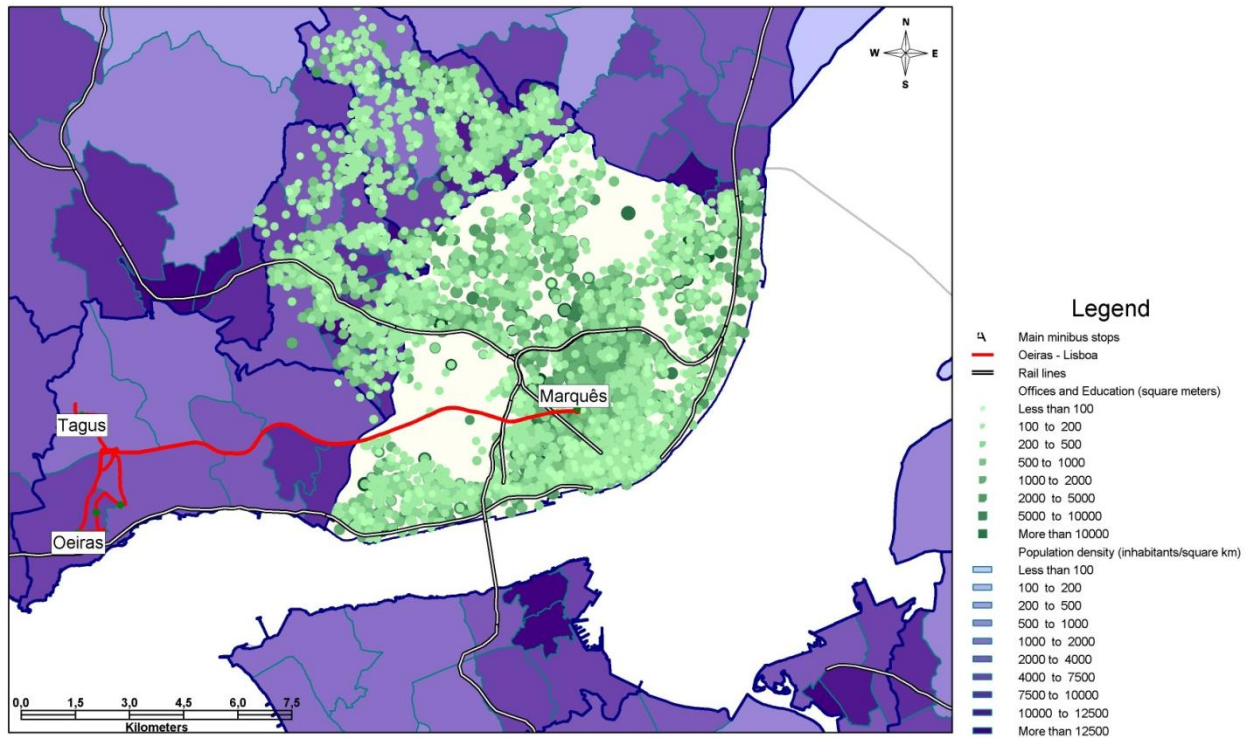 N
W E
S
Marquês
Tagus
Oeiras
0,0 1,5 3,0 4,5 6,0 7,5
Kilometers
Legend
Main minibus stops
Oeiras - Lisboa
Rail lines
Offices and Education (square meters)
Less than 100
100 to 200
200 to 500
500 to 1000
1000 to 2000
2000 to 5000
5000 to 10000
More than 10000
Population density (inhabitants/square km)
Less than 100
100 to 200
200 to 500
500 to 1000
1000 to 2000
2000 to 4000
4000 to 7500
7500 to 10000
10000 to 12500
More than 12500